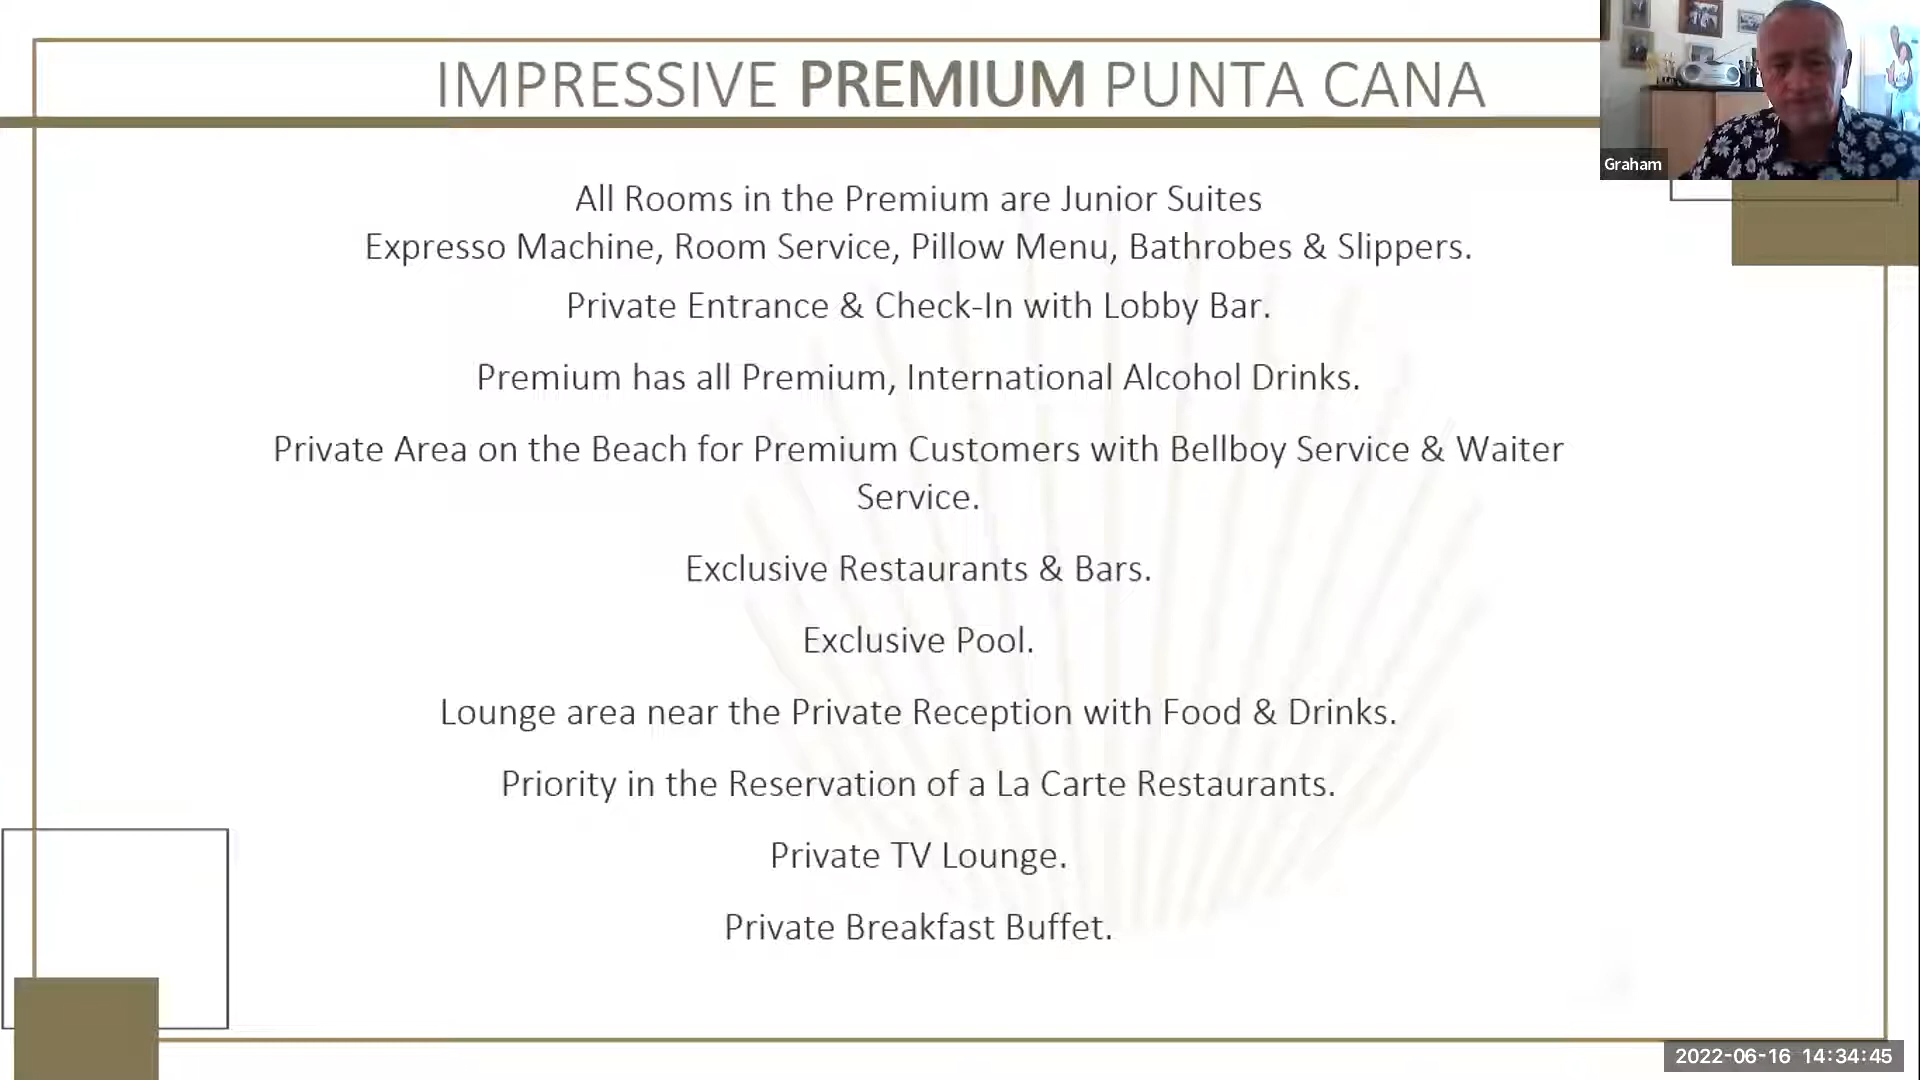 IMPRESSIVE PREMIUM PUNTA CANA
Graham
All Rooms in the Premium are Junior Suites
Expresso Machine, Room Service, Pillow Menu, Bathrobes & Slippers.
Private Entrance & Check-In with Lobby Bar.
Premium has all Premium, International Alcohol Drinks.
Private Area on the Beach for Premium Customers with Bellboy Service & Waiter
Service.
Exclusive Restaurants & Bars.
Exclusive Pool.
Lounge area near the Private Reception with Food & Drinks.
Priority in the Reservation of a La Carte Restaurants.
Private TV Lounge.
Private Breakfast Buffet.
2022-06-16 14:34:45